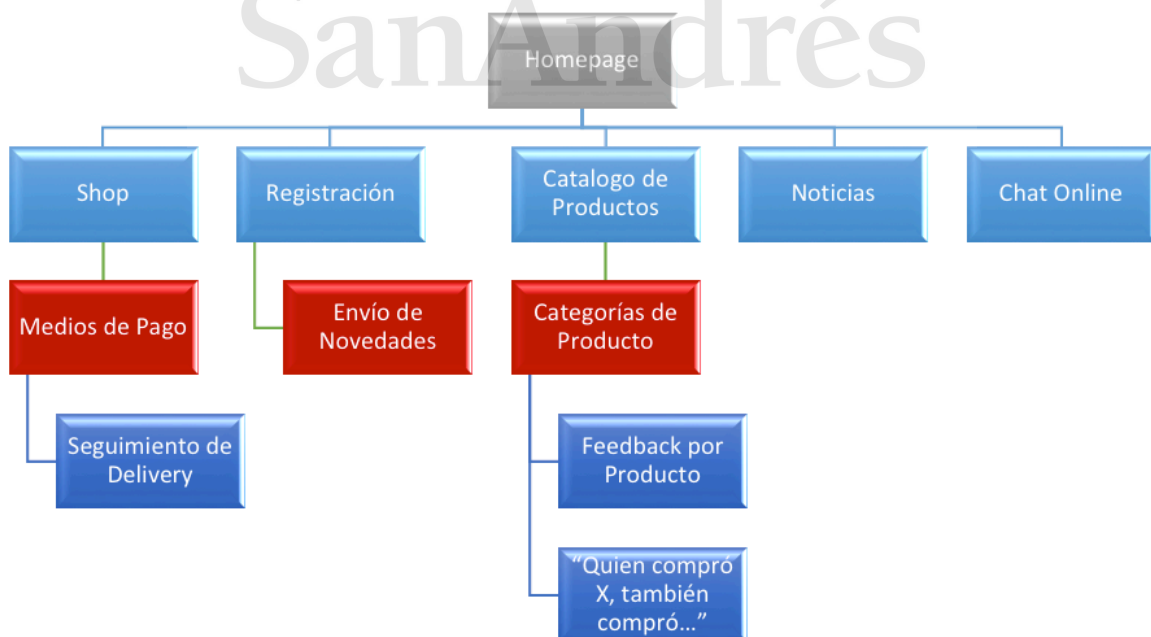 SanAndrés
Homepage
Shop
Registración
Catalogo de
Productos
Noticias
Chat Online
Medios de Pago
Envío de
Novedades
Categorías de
Producto
Seguimiento de
Delivery
Feedback por
Producto
“Quien compró
X, también
compró…”